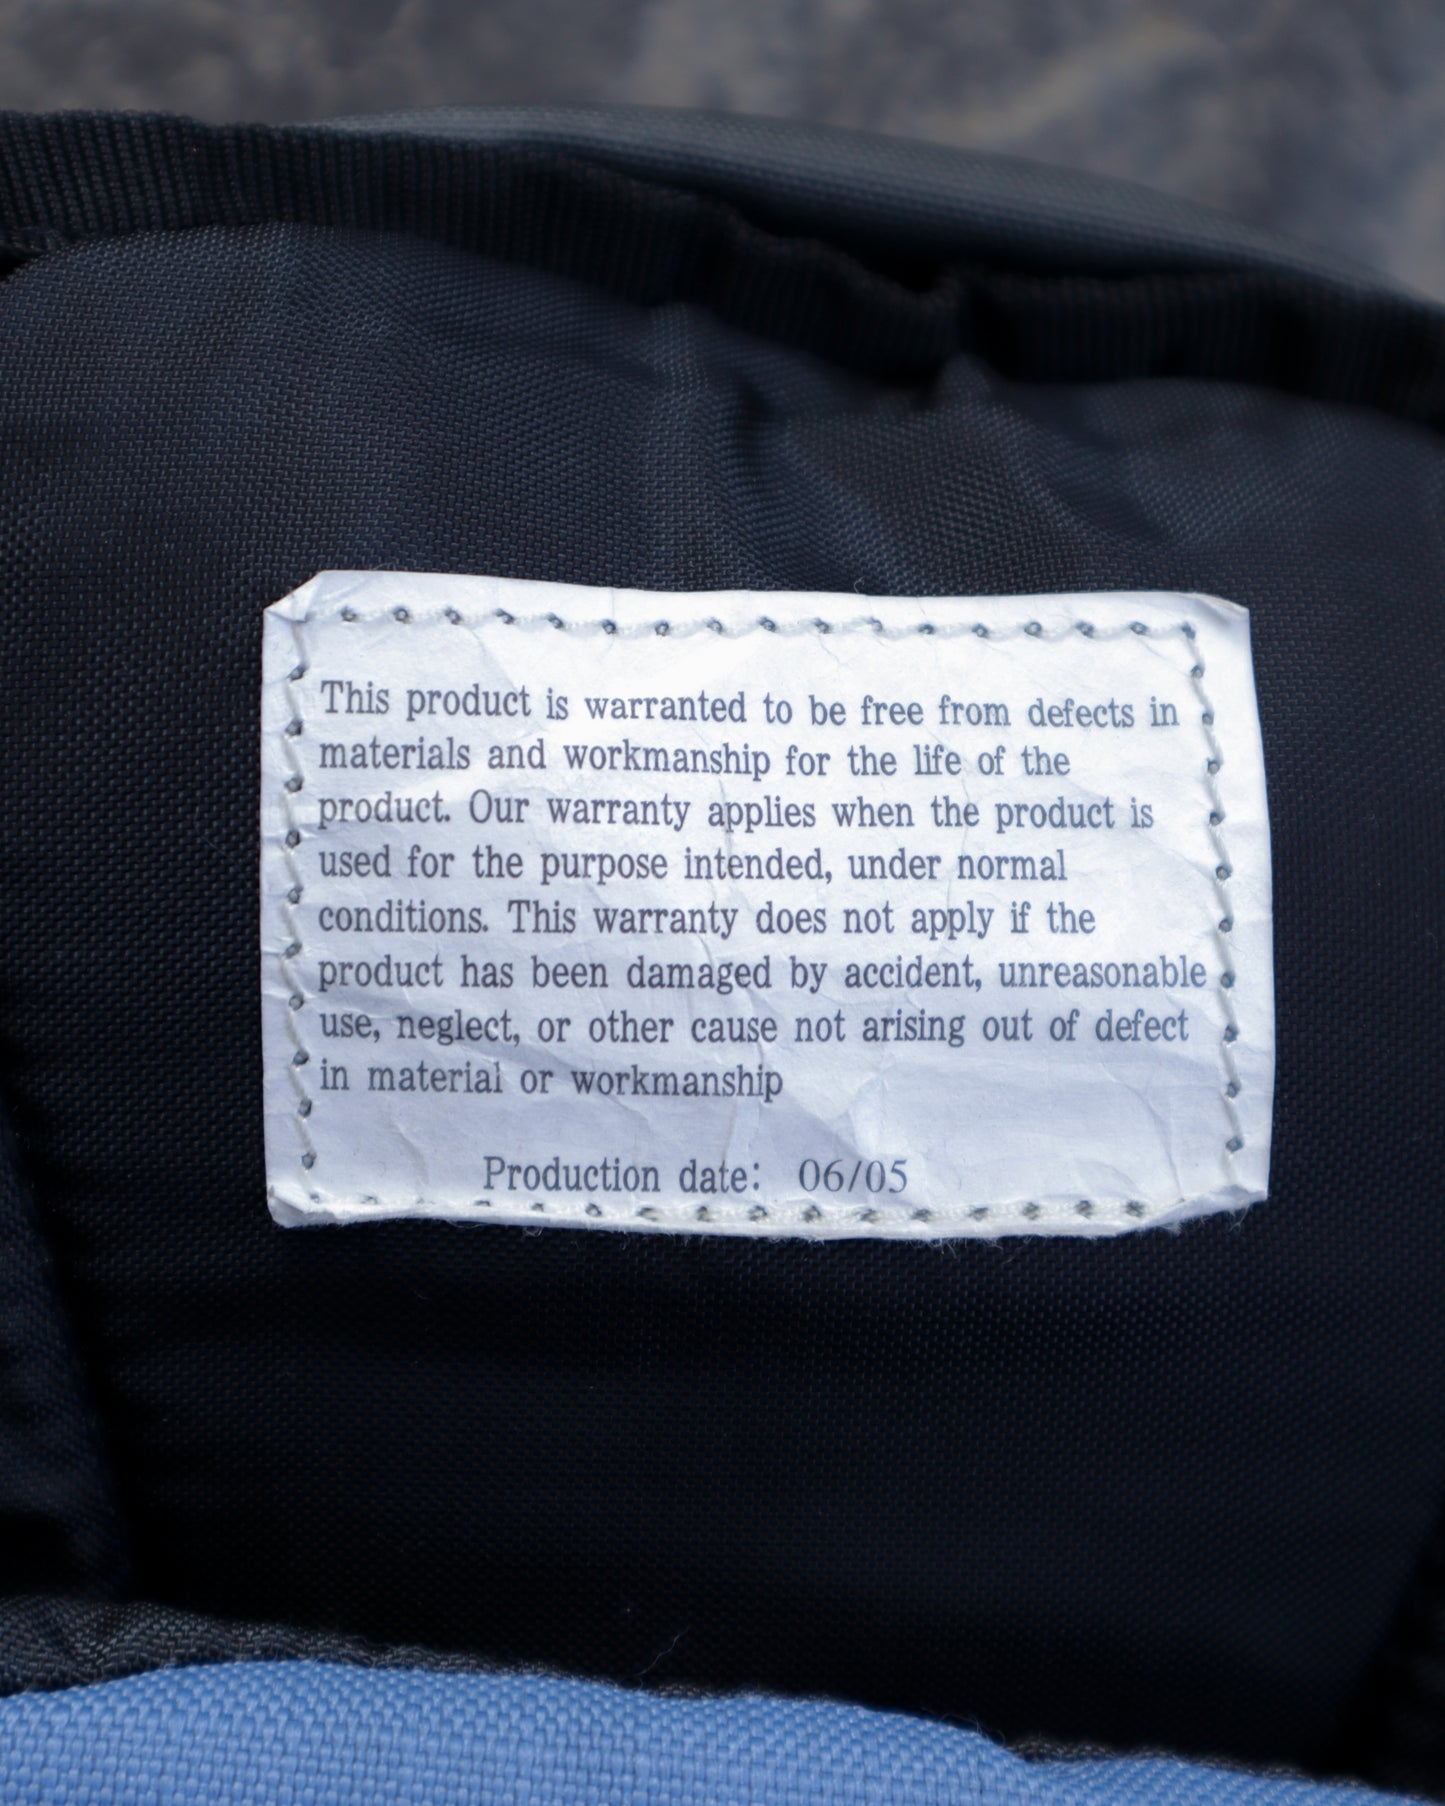 This product is warranted to be free from defects in
materials and workmanship for the life of the
product. Our warranty applies when the product is
used for the purpose intended, under normal
conditions. This warranty does not apply if the
product has been damaged by accident, unreasonable
use, neglect, or other cause not arising out of defect
in material or workmanship
Production date: 06/05